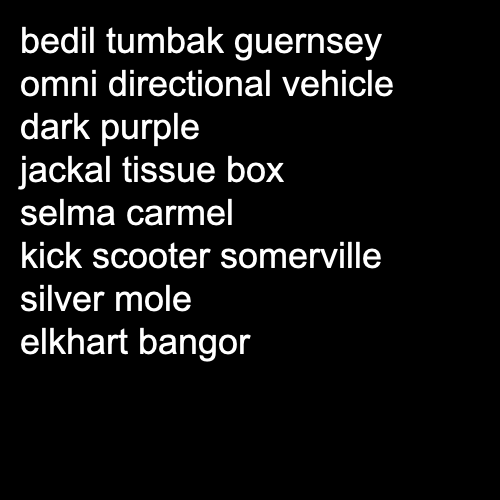 bedil tumbak guernsey
omni directional vehicle
dark purple
jackal tissue box
selma carmel
kick scooter somerville
silver mole
elkhart bangor